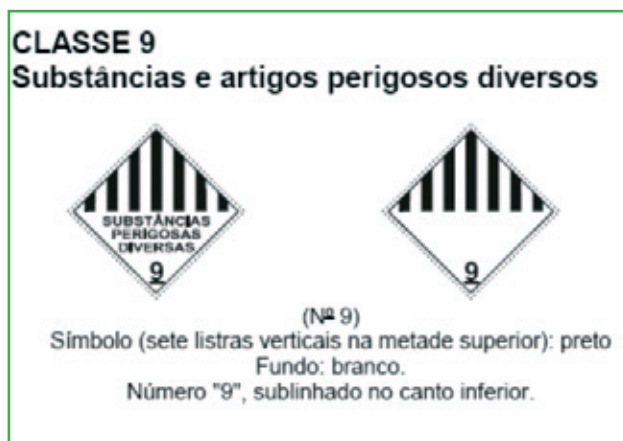 CLASSE 9
Substâncias e artigos perigosos diversos
SUBSTÂNCIAS
PERIGOSAS
DIVERSAS
9
9
(Nº 9)
Símbolo (sete listras verticais na metade superior): preto
Fundo: branco.
Número "9", sublinhado no canto inferior.